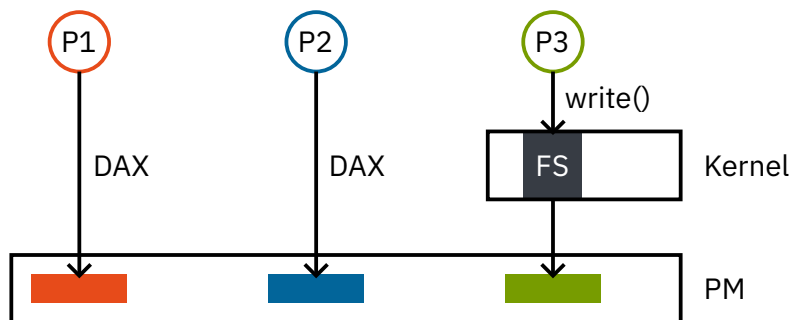 P1
P2
P3
write()
DAX
DAX
FS
Kernel
PM